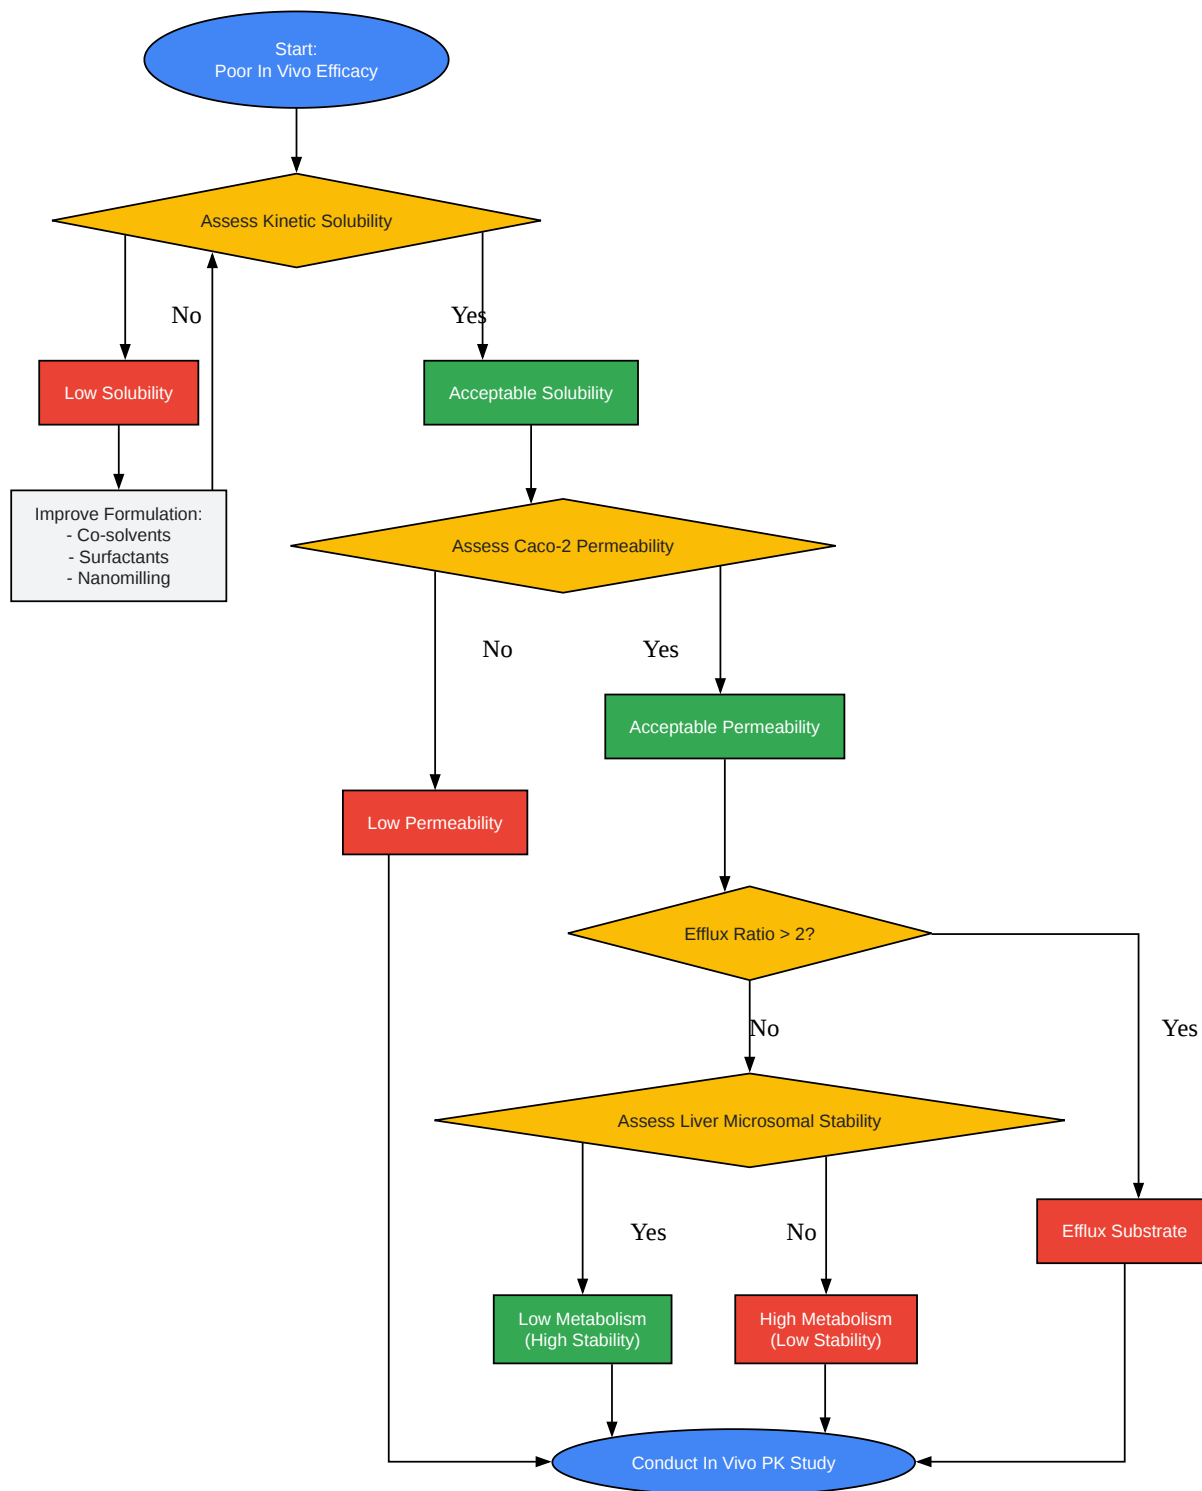 Start:
Poor In Vivo Efficacy
Assess Kinetic Solubility
No
Yes
Low Solubility
Acceptable Solubility
Improve Formulation:
- Co-solvents
- Surfactants
- Nanomilling
Assess Caco-2 Permeability
No
Yes
Acceptable Permeability
Low Permeability
Efflux Ratio > 2?
No
Yes
Assess Liver Microsomal Stability
Yes
No
Efflux Substrate
Low Metabolism
(High Stability)
High Metabolism
(Low Stability)
Conduct In Vivo PK Study